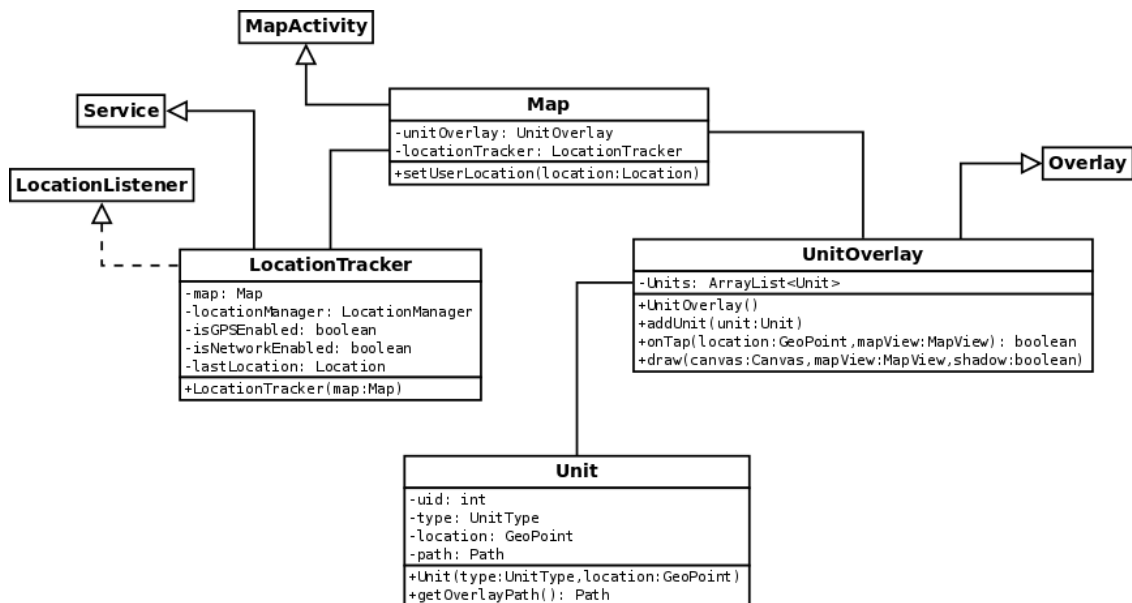 MapActivity
Service
Map
-unitOverlay: UnitOverlay
-locationTracker: LocationTracker
+setUserLocation(location:Location)
LocationListener
Overlay
LocationTracker
-map: Map
-locationManager: LocationManager
-isGPSEnabled: boolean
-isNetworkEnabled: boolean
-lastLocation: Location
+LocationTracker(map:Map)
UnitOverlay
-Units: ArrayList<Unit>
+UnitOverlay()
+addUnit(unit:Unit)
+onTap(location:GeoPoint,mapView:MapView): boolean
+draw(canvas:Canvas,mapView:MapView,shadow:boolean)
Unit
-uid: int
-type: UnitType
-location: GeoPoint
-path: Path
+Unit(type:UnitType,location:GeoPoint)
+getOverlayPath(): Path